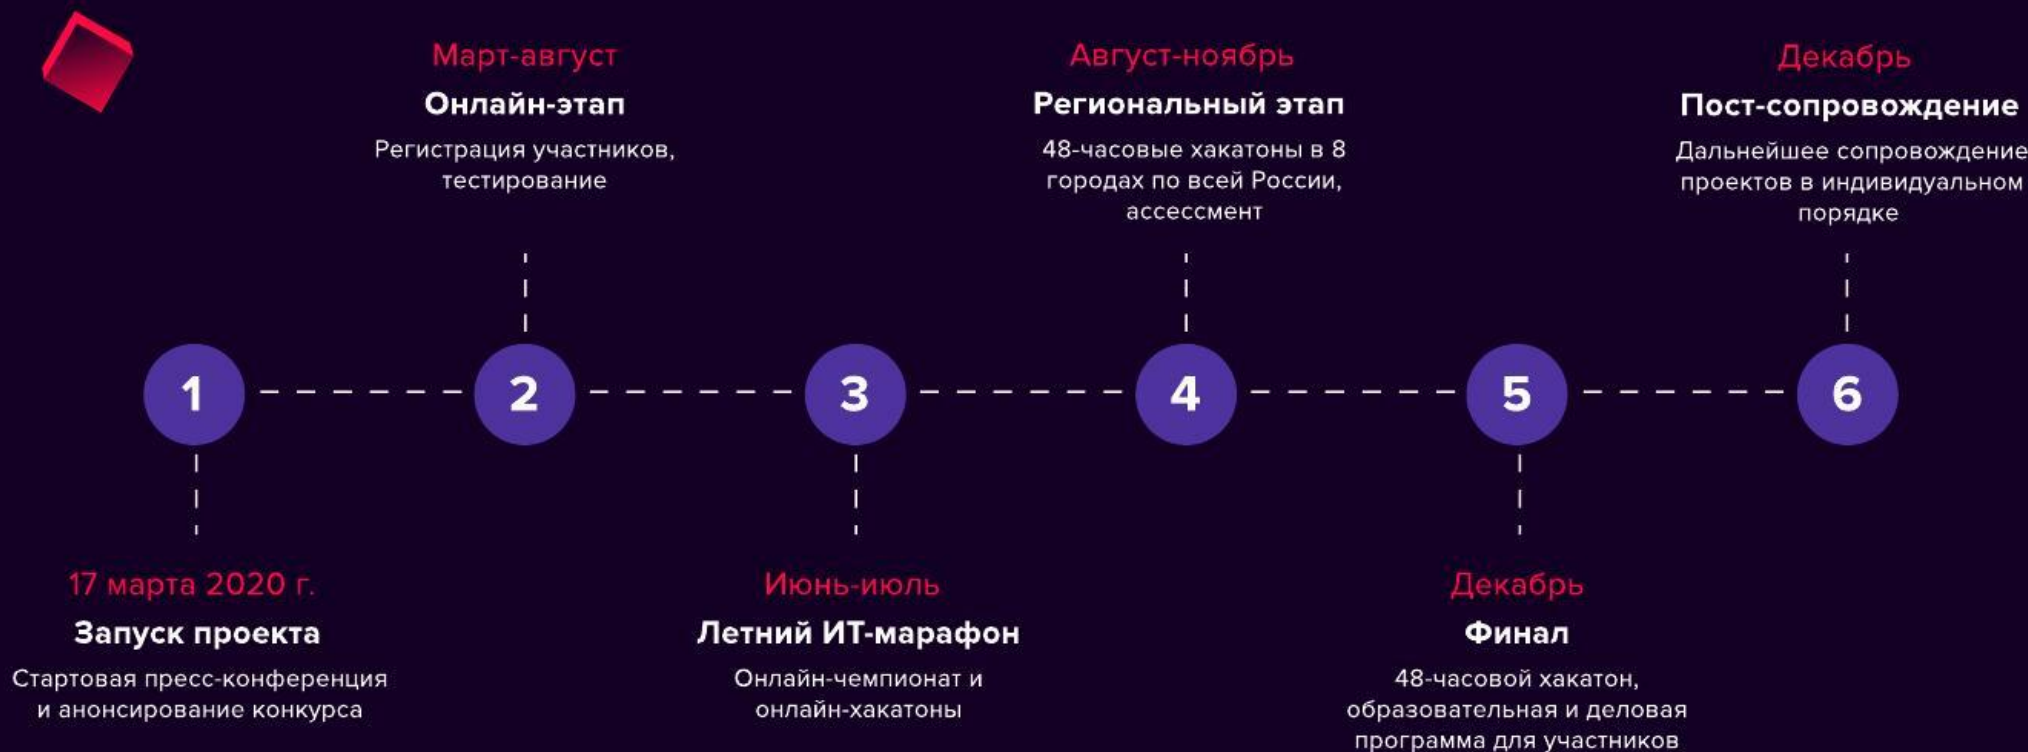 Март-август
Онлайн-этап
Регистрация участников,
тестирование
Август-ноябрь
Региональный этап
48-часовые хакатоны в 8
городах по всей России,
ассессмент
Декабрь
Пост-сопровождение
Дальнейшее сопровождение
проектов в индивидуальном
порядке
1
2
3
4
5
6
17 марта 2020 г.
Запуск проекта
Стартовая пресс-конференция
и анонсирование конкурса
Июнь-июль
Летний ИТ-марафон
Онлайн-чемпионат и
онлайн-хакатоны
Декабрь
Финал
48-часовой хакатон,
образовательная и деловая
программа для участников